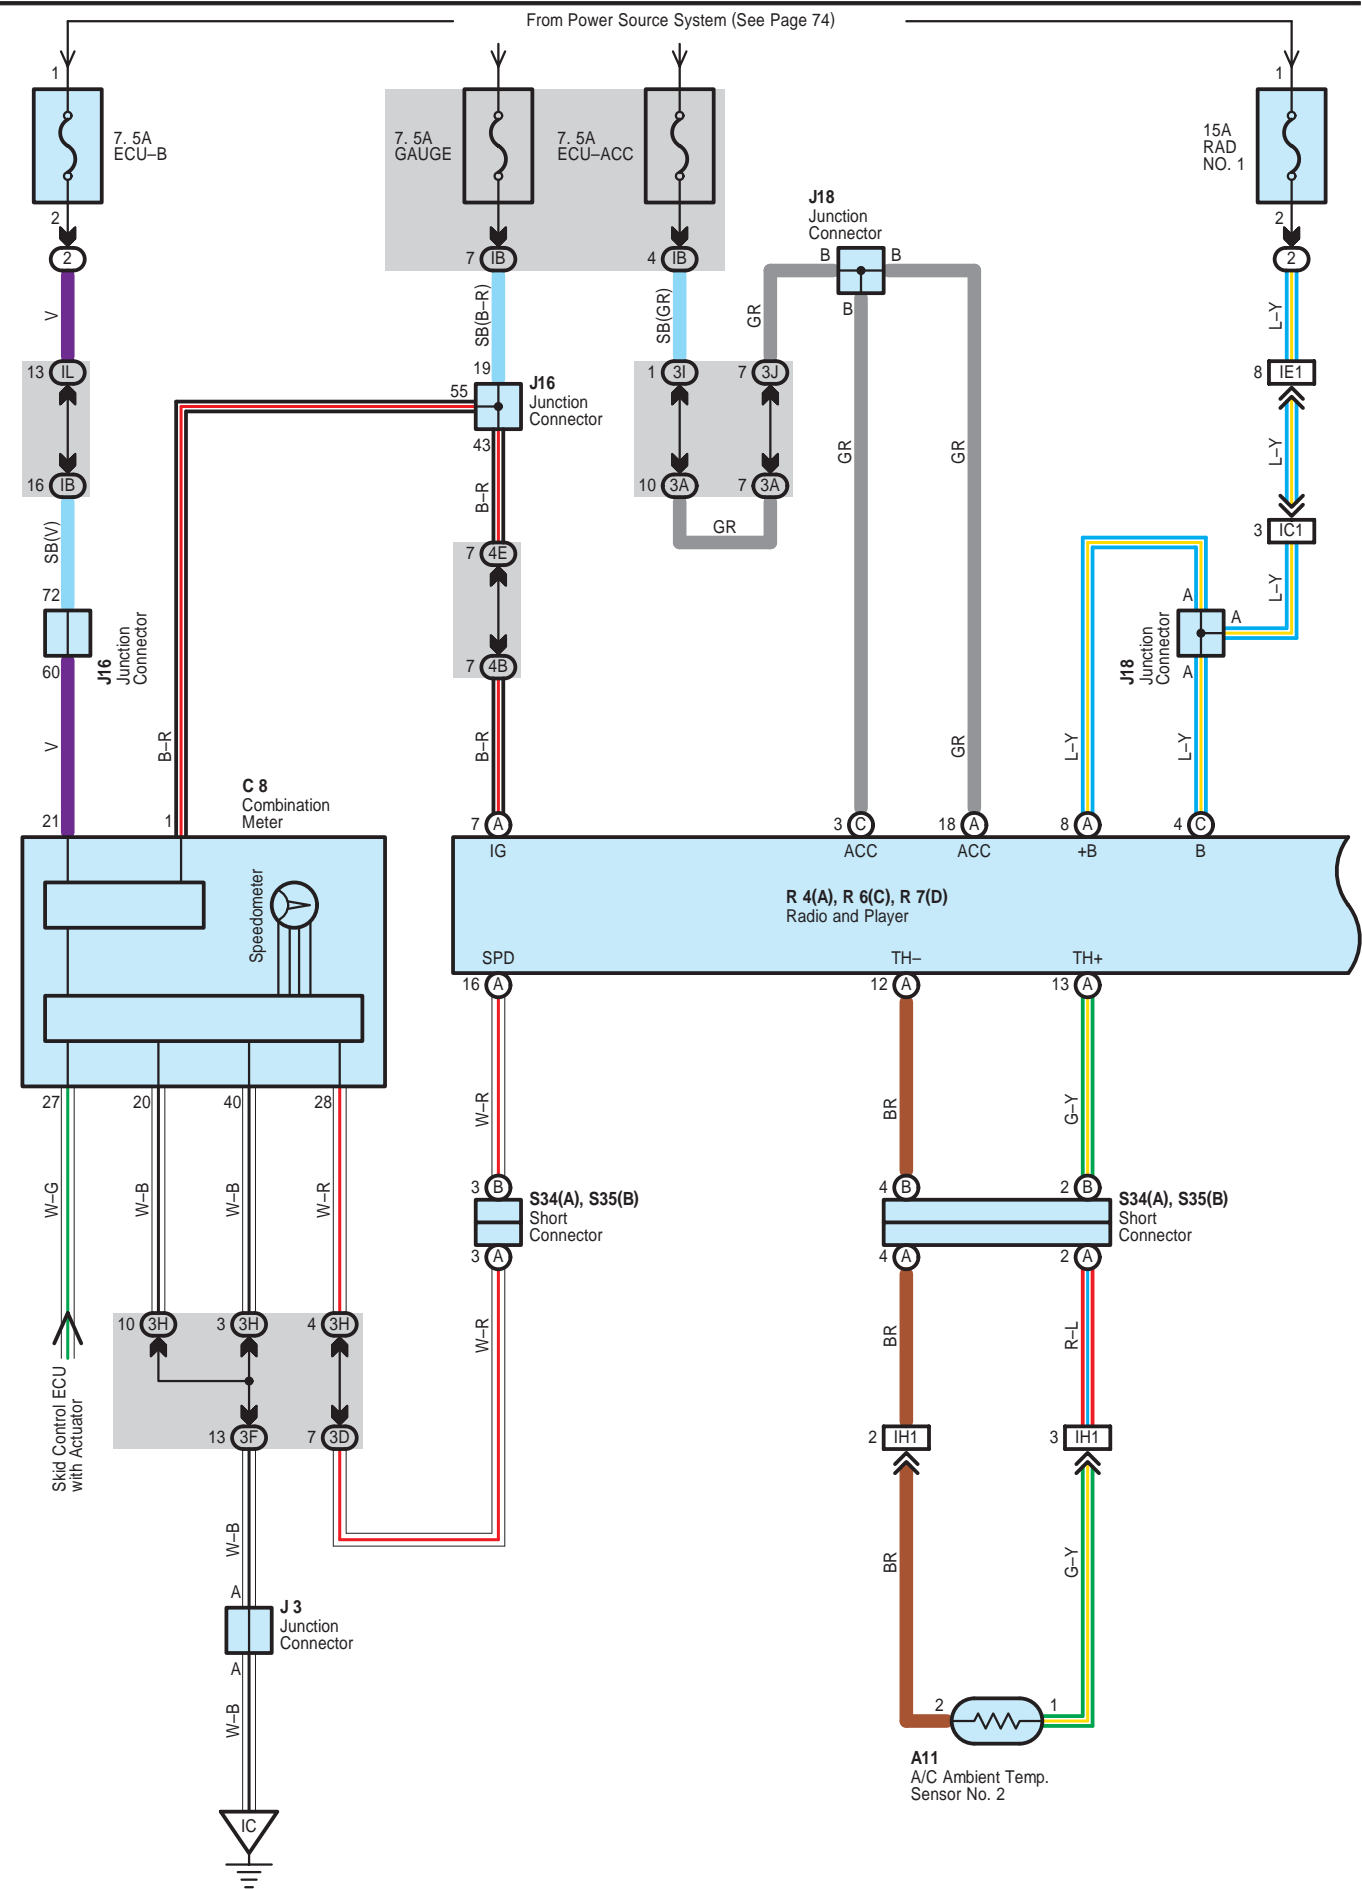 From Power Source System (See Page 74)
1
1
7. 5A
ECU–B
7. 5A
GAUGE
7. 5A
ECU–ACC
15A
RAD
NO. 1
J18
Junction
Connector
2
2
2
7 IB
4 IB
B
B
2
B
V
SB(B–R)
SB(GR)
GR
L–Y
13 IL
19
1 3I
7 3J
8 IE1
55
J16
Junction
Connector
43
GR
GR
L–Y
16 IB
B–R
10 3A
7 3A
GR
3 IC1
SB(V)
7 4E
L–Y
72
A
A
J16
Junction
Connector
J18
Junction
Connector
60
7 4B
A
V
B–R
B–R
GR
L–Y
L–Y
C 8
Combination
Meter
21
1
7 A
3 C
18 A
8 A
4 C
IG
ACC
ACC
+B
B
Speedometer
R 4(A), R 6(C), R 7(D)
Radio and Player
SPD
TH–
TH+
16 A
12 A
13 A
27
20
40
28
W–R
BR
G–Y
W–G
W–B
W–B
W–R
3 B
S34(A), S35(B)
Short
Connector
4 B
2 B
S34(A), S35(B)
Short
Connector
3 A
4 A
2 A
10 3H
3 3H
4 3H
W–R
BR
R–L
Skid Control ECU
with Actuator
13 3F
7 3D
2 IH1
3 IH1
W–B
BR
G–Y
A
J 3
Junction
Connector
A
W–B
2
1
A11
A/C Ambient Temp.
Sensor No. 2
IC